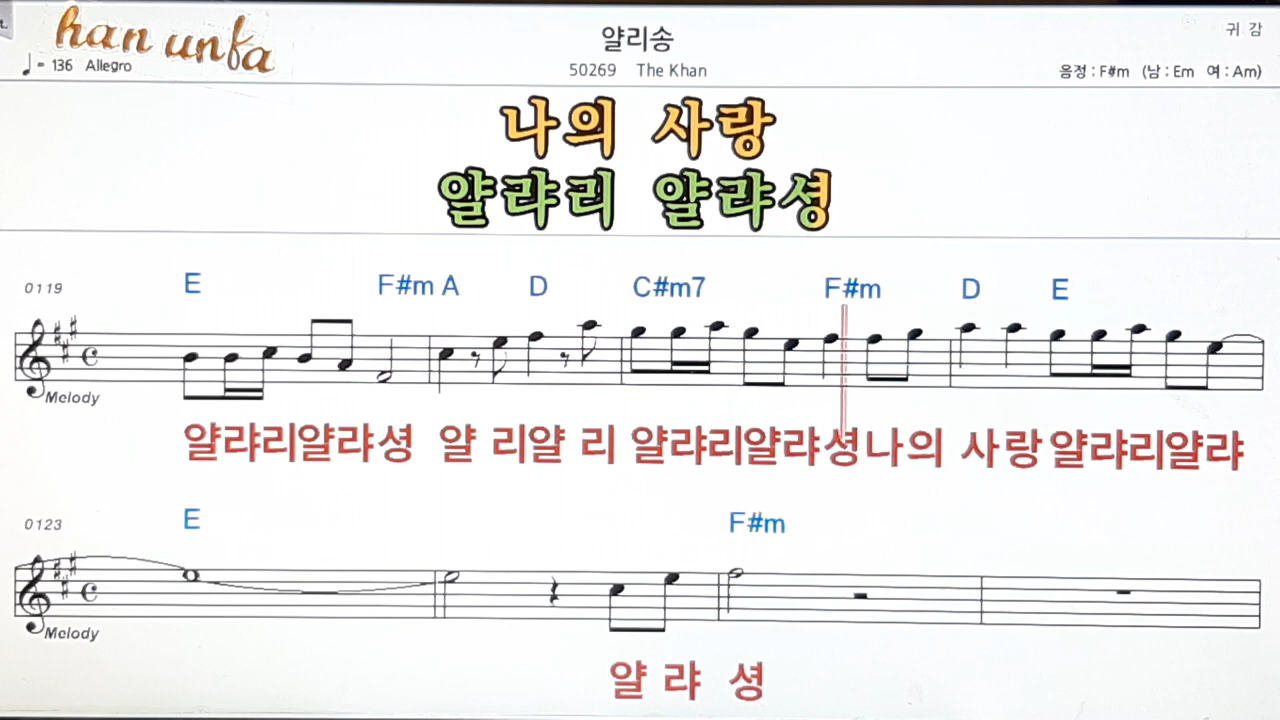 han unfa
얄리송
귀 감
♩= 136 Allegro
50269 The Khan
음정 : F#m (남 : Em 여 : Am)
나의 사랑
얄랴리 얄랴셩
0119 E F#m A D C#m7 F#m D E
Melody
얄랴리얄랴셩 얄 리얄 리 얄랴리얄랴셩나의 사랑얄랴리얄랴
0123 E F#m
Melody
얄 랴 셩